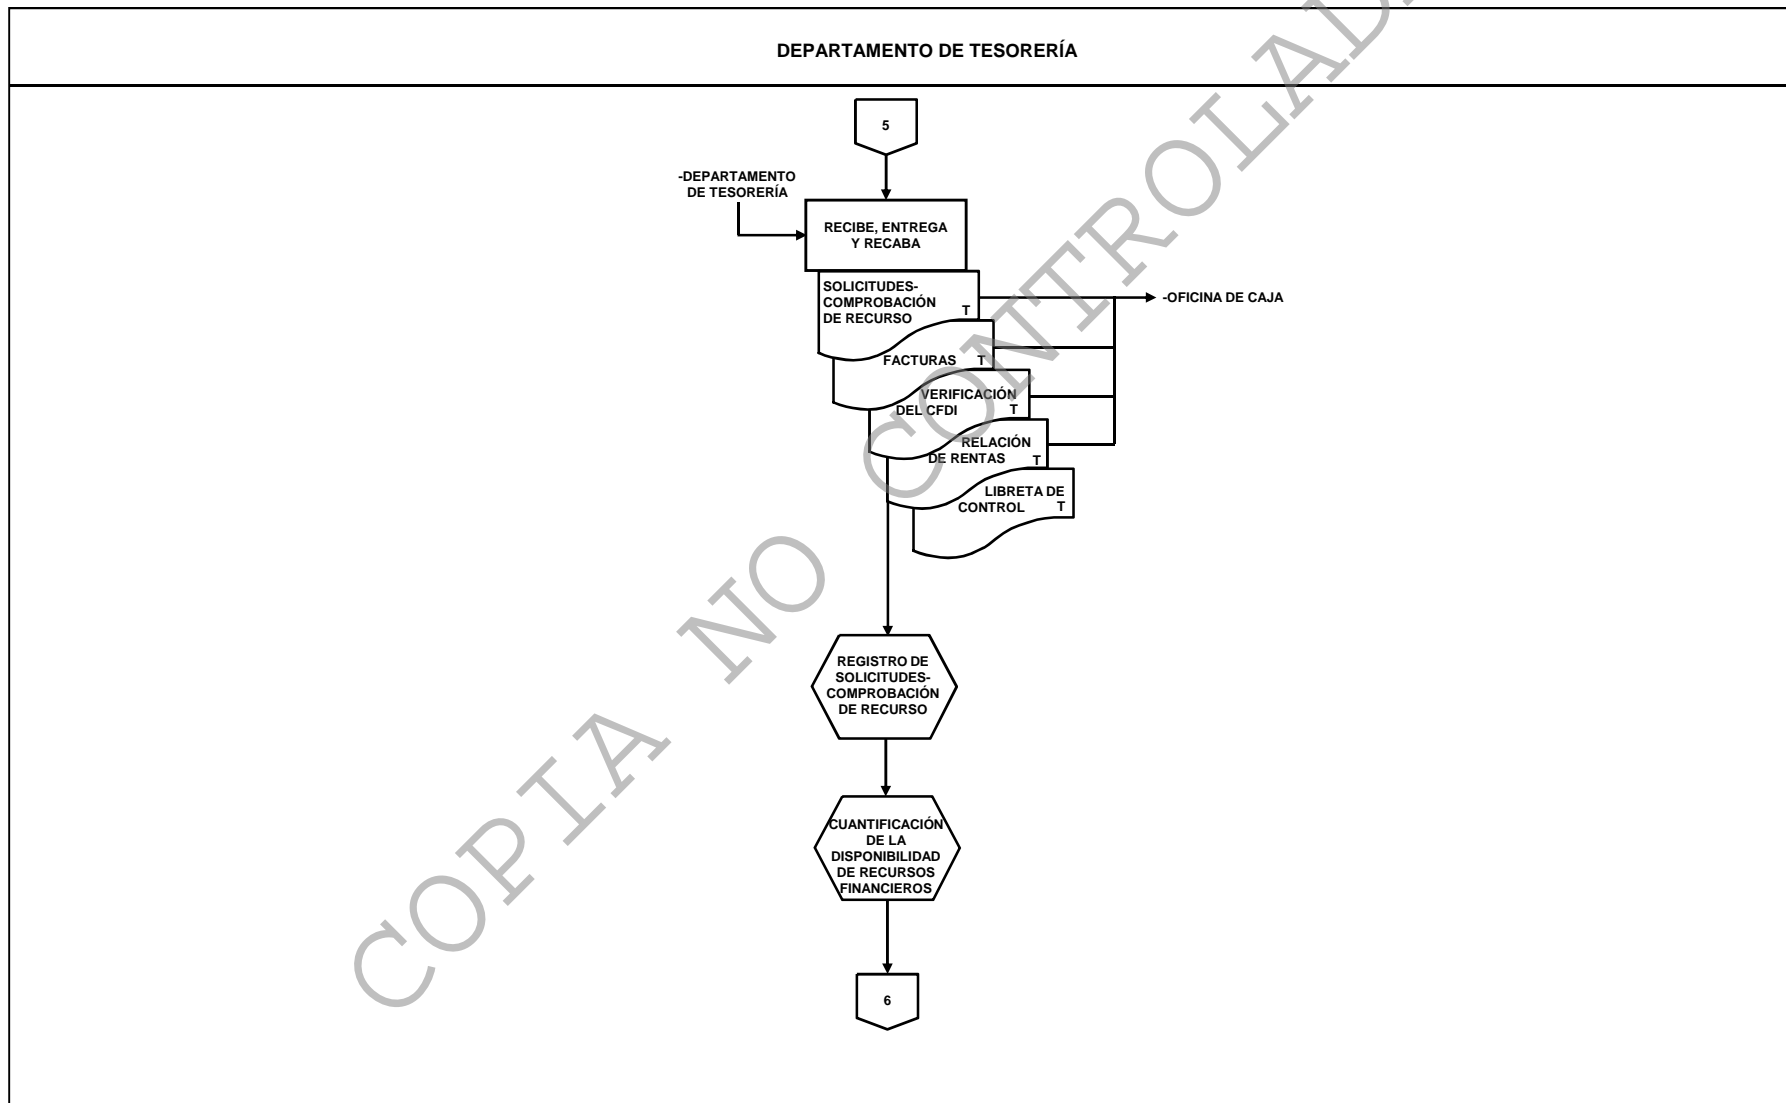 DEPARTAMENTO DE TESORERÍA
5
-DEPARTAMENTO
DE TESORERÍA
RECIBE, ENTREGA
Y RECABA
SOLICITUDES-
COMPROBACIÓN
DE RECURSO T
-OFICINA DE CAJA
FACTURAS T
VERIFICACIÓN
DEL CFDI T
RELACIÓN
DE RENTAS T
LIBRETA DE
CONTROL T
REGISTRO DE
SOLICITUDES-
COMPROBACIÓN
DE RECURSO
CUANTIFICACIÓN
DE LA
DISPONIBILIDAD
DE RECURSOS
FINANCIEROS
6
COPIA NO CONTROLAD